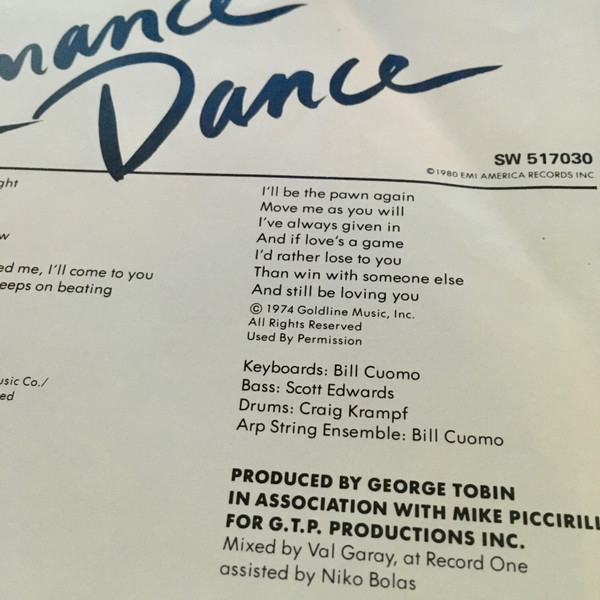 mance
Dance
SW 517030
©1980 EMI AMERICA RECORDS INC.
ght
w
ed me, I'll come to you
eeps on beating
usic Co./
ed
I'll be the pawn again
Move me as you will
I've always given in
And if love's a game
I'd rather lose to you
Than win with someone else
And still be loving you
© 1974 Goldline Music, Inc.
All Rights Reserved
Used By Permission
Keyboards: Bill Cuomo
Bass: Scott Edwards
Drums: Craig Krampf
Arp String Ensemble: Bill Cuomo
PRODUCED BY GEORGE TOBIN
IN ASSOCIATION WITH MIKE PICCIRILL
FOR G.T.P. PRODUCTIONS INC.
Mixed by Val Garay, at Record One
assisted by Niko Bolas